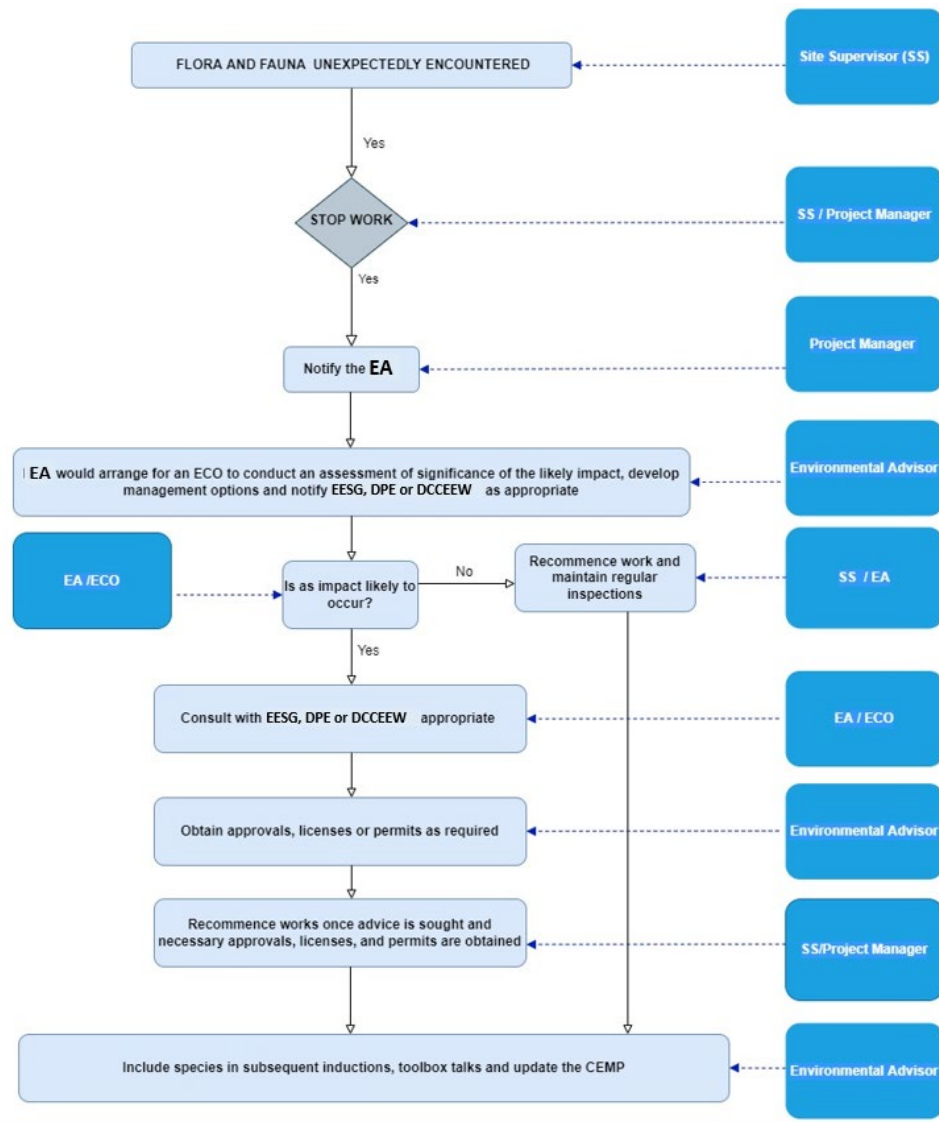 FLORA AND FAUNA UNEXPECTEDLY ENCOUNTERED
Site Supervisor (SS)
Yes
STOP WORK
SS / Project Manager
Yes
Project Manager
Notify the EA
EA would arrange for an ECO to conduct an assessment of significance of the likely impact, develop
management options and notify EESG, DPE or DCCEEW as appropriate
Environmental Advisor
EA /ECO
Is as impact likely to
occur?
No
Recommence work and
maintain regular
inspections
SS / EA
Yes
Consult with EESG, DPE or DCCEEW appropriate
EA / ECO
Obtain approvals, licenses or permits as required
Environmental Advisor
Recommence works once advice is sought and
necessary approvals, licenses, and permits are obtained
SS/Project Manager
Include species in subsequent inductions, toolbox talks and update the CEMP
Environmental Advisor